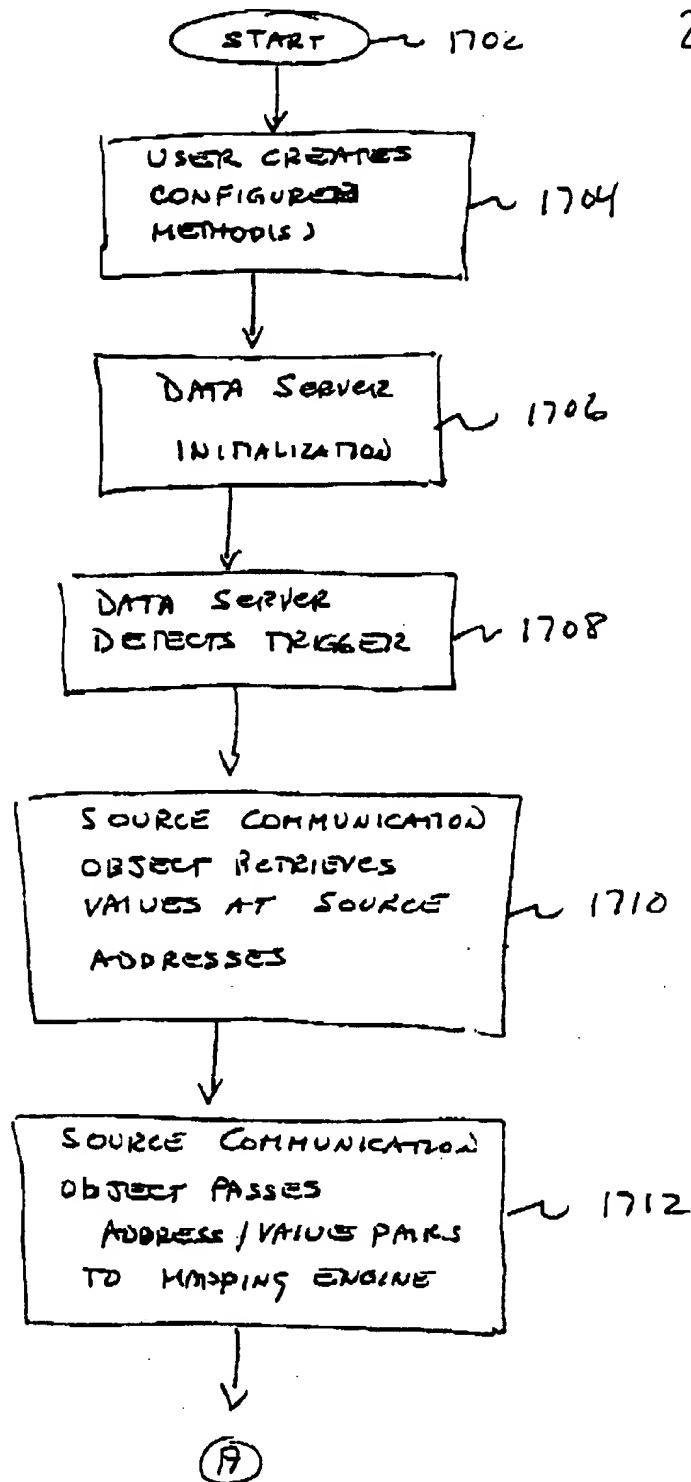 START 1702
2
USER CREATES
CONFIGURED 1704
METHOD(S)
DATA SERVER
1706
INITIALIZATION
DATA SERVER
DETECTS TRIGGER 1708
SOURCE COMMUNICATION
OBJECT RETRIEVES
VALUES AT SOURCE 1710
ADDRESSES
SOURCE COMMUNICATION
OBJECT PASSES
ADDRESS / VALUE PAIRS 1712
TO MAPPING ENGINE
A